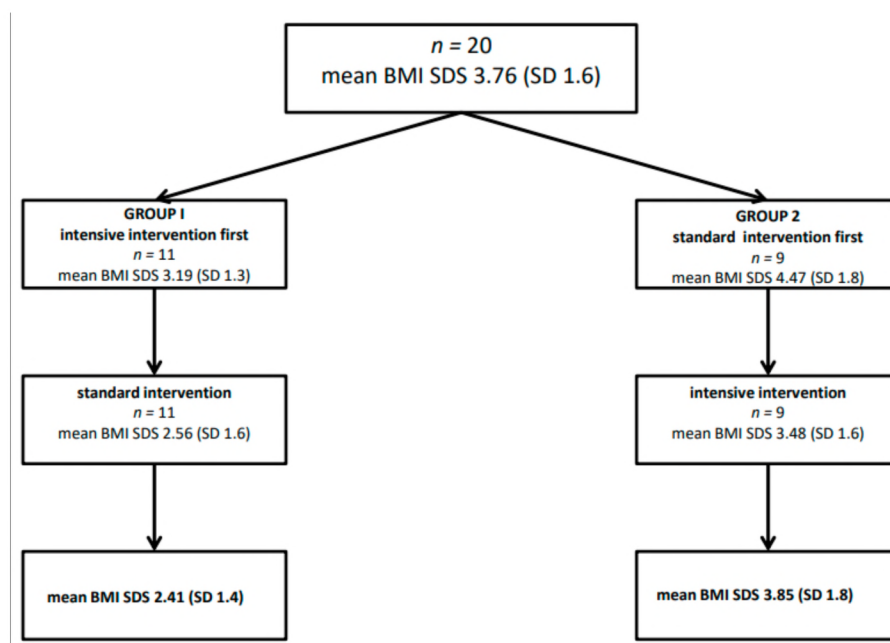 n = 20
mean BMI SDS 3.76 (SD 1.6)
GROUP I
intensive intervention first
n = 11
mean BMI SDS 3.19 (SD 1.3)
GROUP 2
standard  intervention first
n = 9
mean BMI SDS 4.47 (SD 1.8)
standard intervention
n = 11
mean BMI SDS 2.56 (SD 1.6)
intensive intervention
n = 9
mean BMI SDS 3.48 (SD 1.6)
mean BMI SDS 2.41 (SD 1.4)
mean BMI SDS 3.85 (SD 1.8)